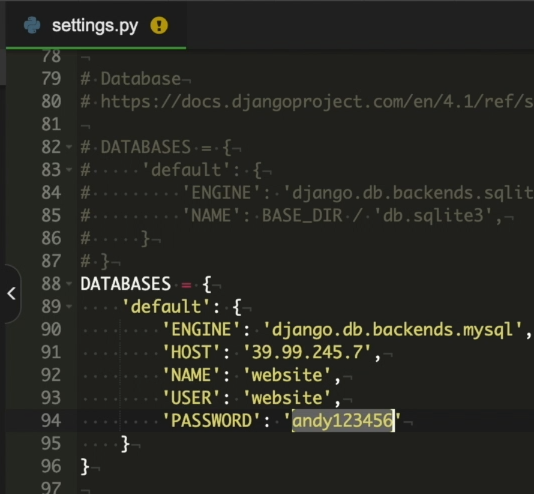 settings.py
78
79 # Database
80 # https://docs.djangoproject.com/en/4.1/ref/s
81
82 # DATABASES = {
83 #     'default': {
84 #         'ENGINE': 'django.db.backends.sqlit
85 #         'NAME': BASE_DIR / 'db.sqlite3',
86 #     }
87 # }
88 DATABASES = {
89     'default': {
90         'ENGINE': 'django.db.backends.mysql',
91         'HOST': '39.99.245.7',
92         'NAME': 'website',
93         'USER': 'website',
94         'PASSWORD': 'andy123456'
95     }
96 }
97